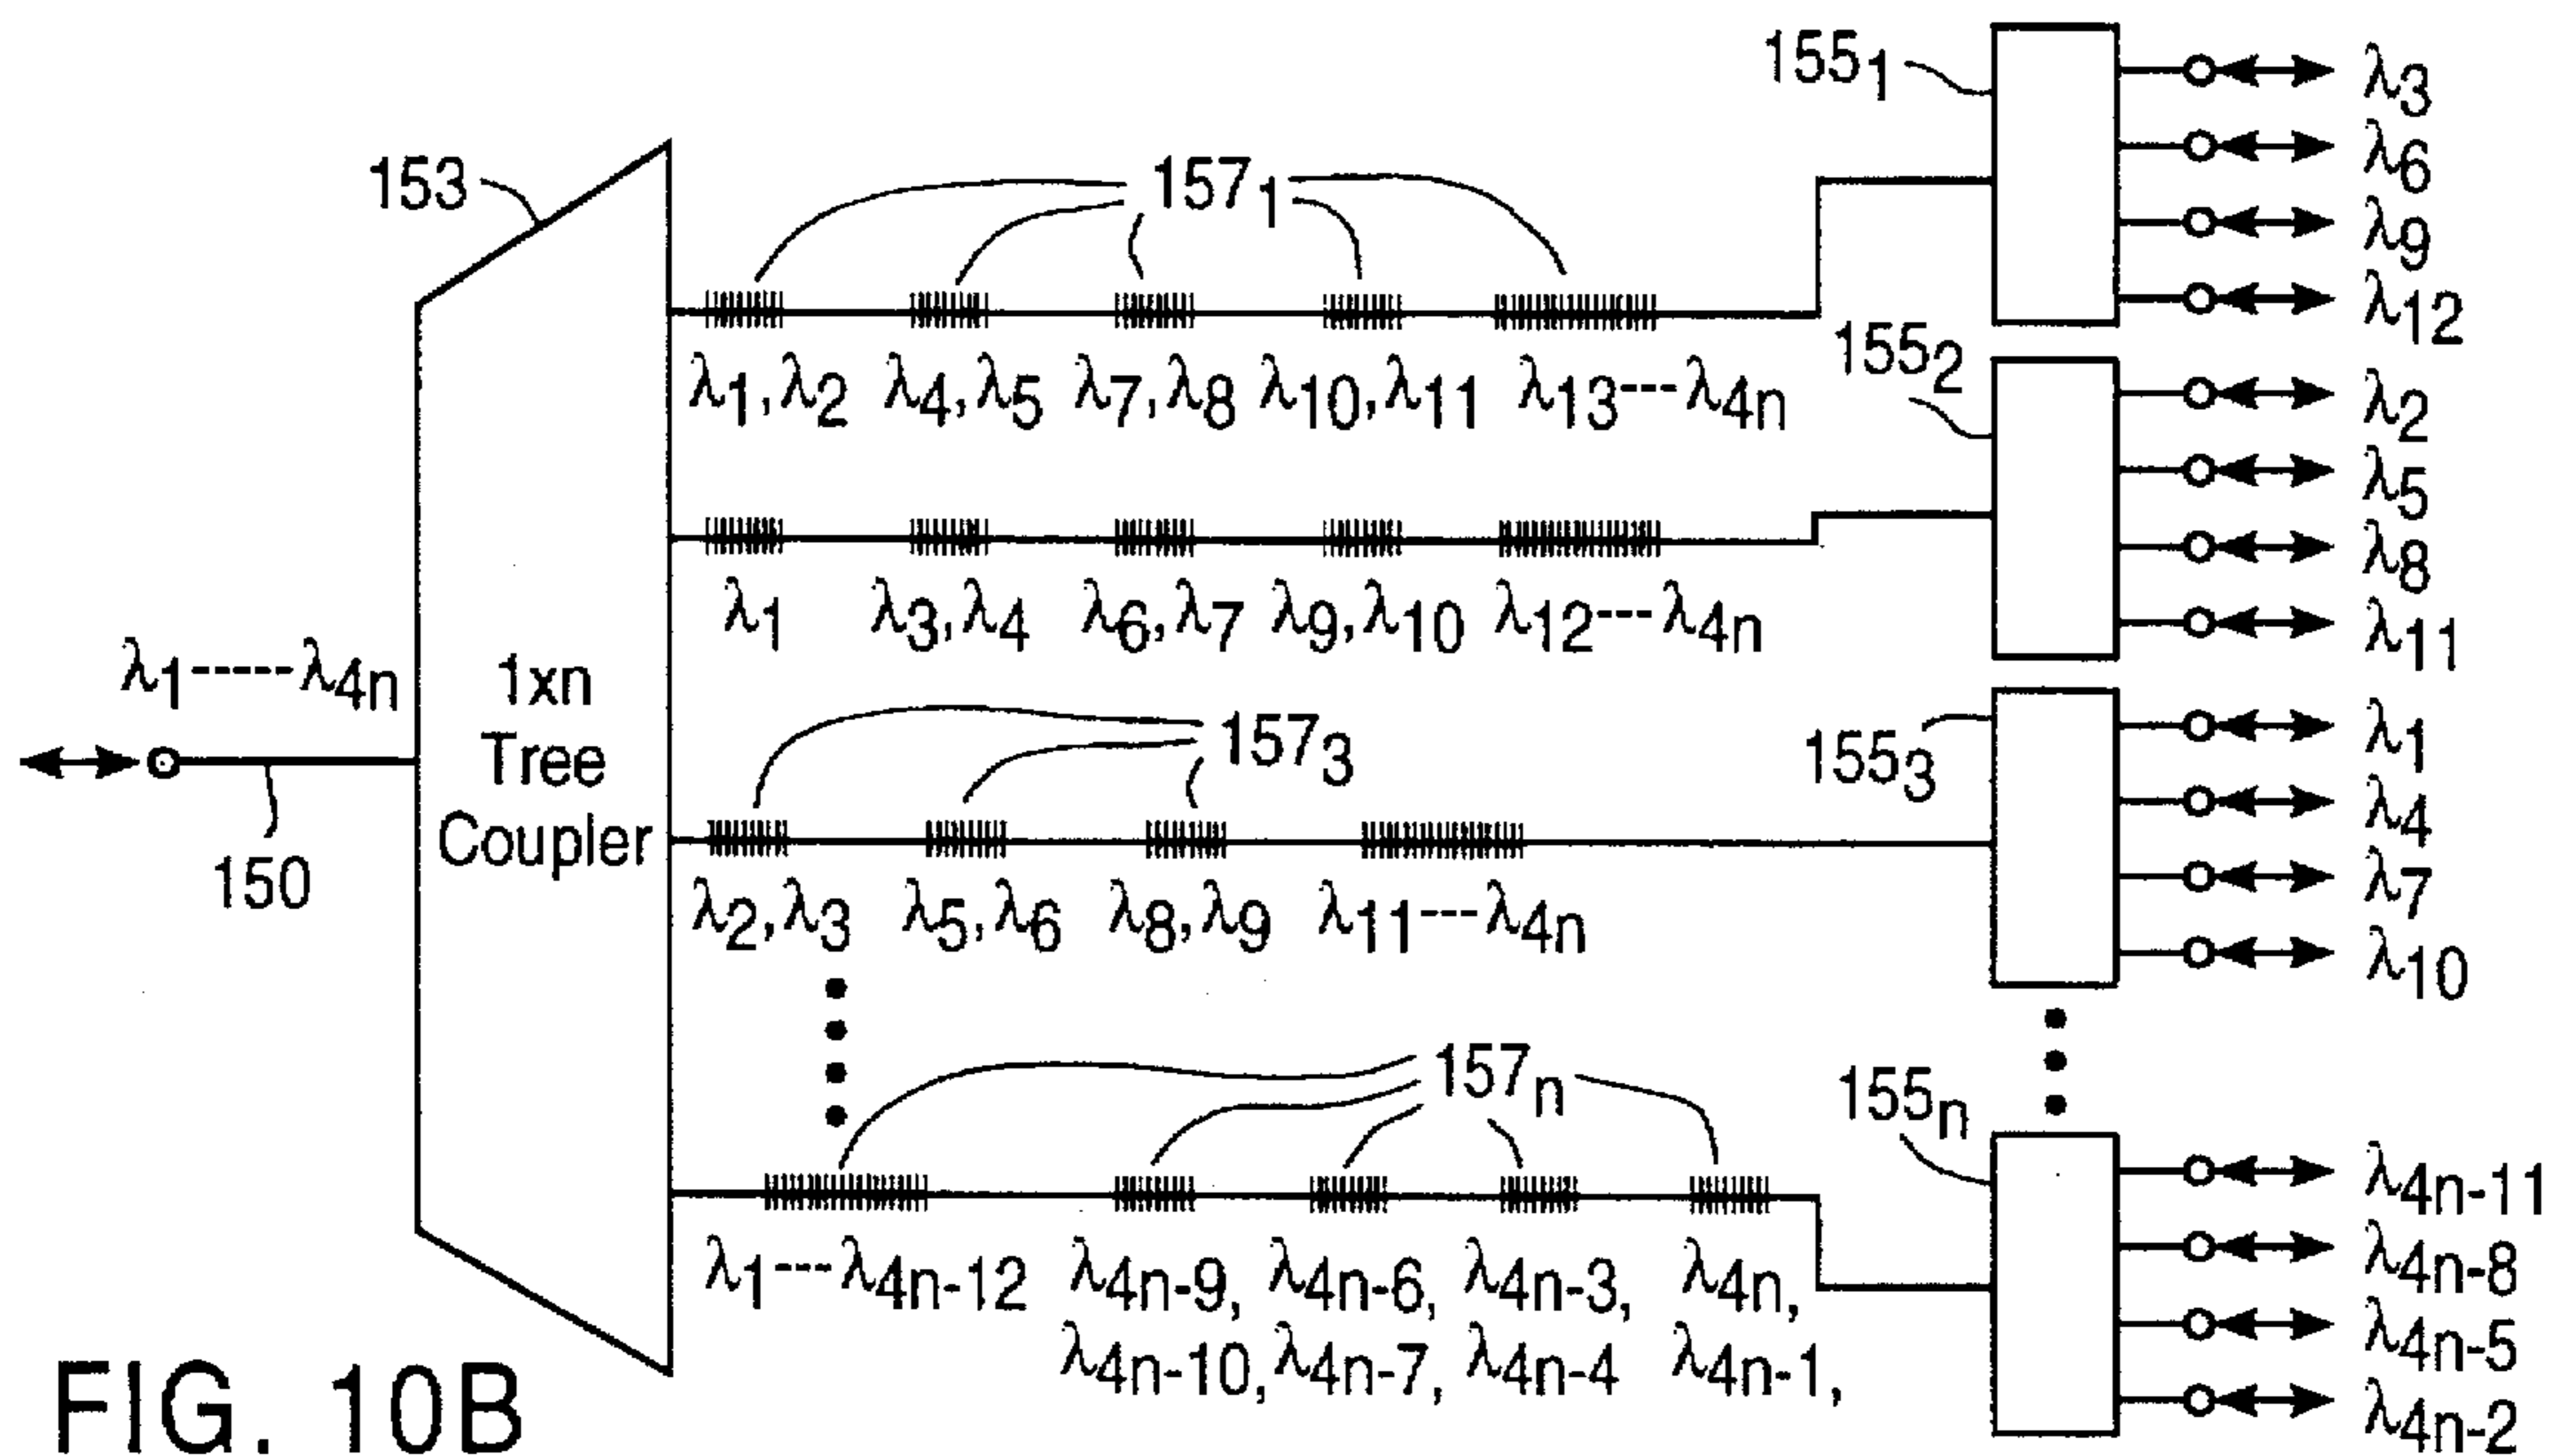 155₁
λ₃
λ₆
λ₉
λ₁₂
153
157₁
λ₁,λ₂ λ₄,λ₅ λ₇,λ₈ λ₁₀,λ₁₁ λ₁₃---λ₄ₙ
155₂
λ₂
λ₅
λ₈
λ₁₁
λ₁ λ₃,λ₄ λ₆,λ₇ λ₉,λ₁₀ λ₁₂---λ₄ₙ
λ₁-----λ₄ₙ
150
1xn
Tree
Coupler
157₃
155₃
λ₁
λ₄
λ₇
λ₁₀
λ₂,λ₃ λ₅,λ₆ λ₈,λ₉ λ₁₁---λ₄ₙ
157ₙ
155ₙ
λ₄ₙ₋₁₁
λ₄ₙ₋₈
λ₄ₙ₋₅
λ₄ₙ₋₂
λ₁---λ₄ₙ₋₁₂ λ₄ₙ₋₉, λ₄ₙ₋₆, λ₄ₙ₋₃, λ₄ₙ,
λ₄ₙ₋₁₀, λ₄ₙ₋₇, λ₄ₙ₋₄ λ₄ₙ₋₁,
FIG. 10B